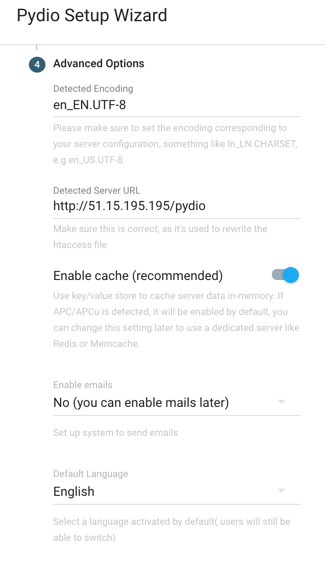 Pydio Setup Wizard
4 Advanced Options
Detected Encoding
en_EN.UTF-8
Please make sure to set the encoding corresponding to
your server configuration, something like ln_LN.CHARSET,
e.g en_US.UTF-8
Detected Server URL
http://51.15.195.195/pydio
Make sure this is correct, as it's used to rewrite the
htaccess file
Enable cache (recommended)
Use key/value store to cache server data in-memory. If
APC/APCu is detected, it will be enabled by default, you
can change this setting later to use a dedicated server like
Redis or Memcache.
Enable emails
No (you can enable mails later)
Set up system to send emails
Default Language
English
Select a language activated by default( users will still be
able to switch)